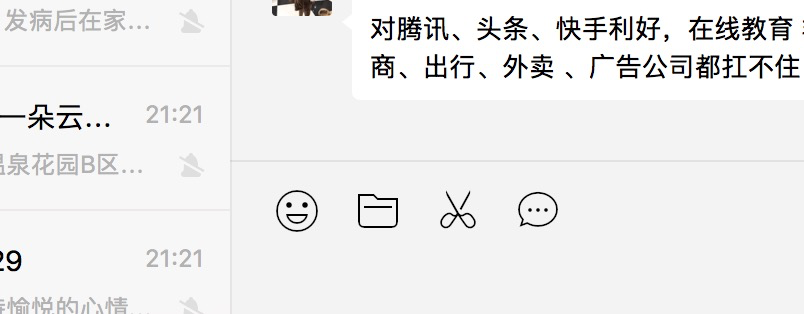 发病后在家...
一朵云...
21:21
温泉花园B区...
29
21:21
愉悦的心情...
对腾讯、头条、快手利好，在线教育
商、出行、外卖 、广告公司都扛不住